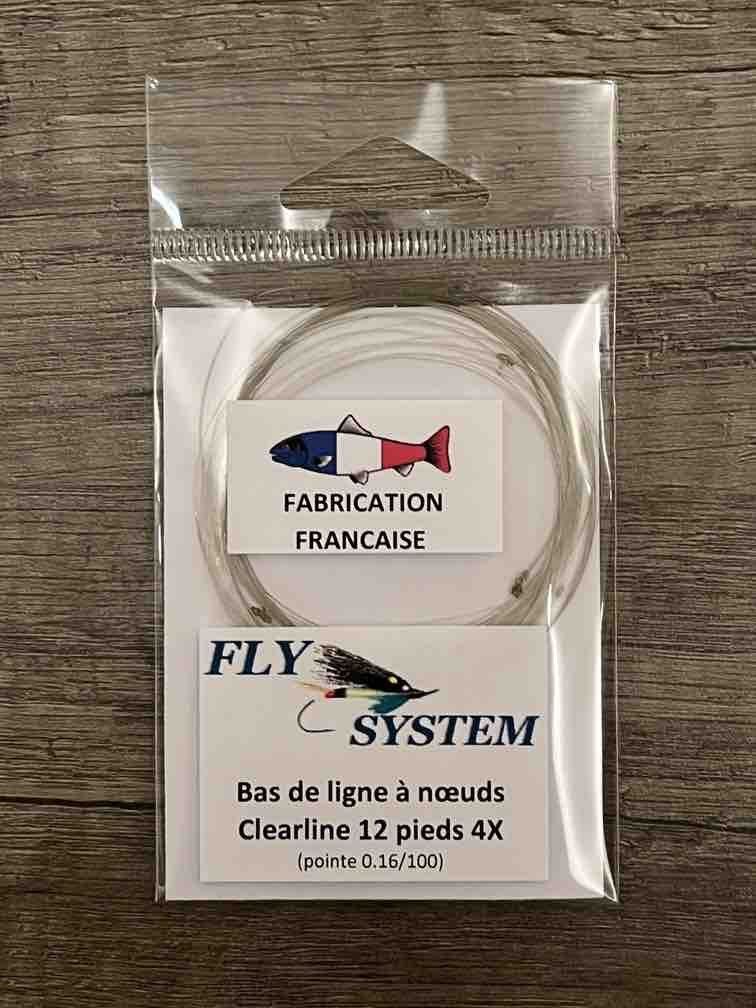 FABRICATION
FRANCAISE
FLY
SYSTEM
Bas de ligne à nœuds
Clearline 12 pieds 4X
(pointe 0.16/100)